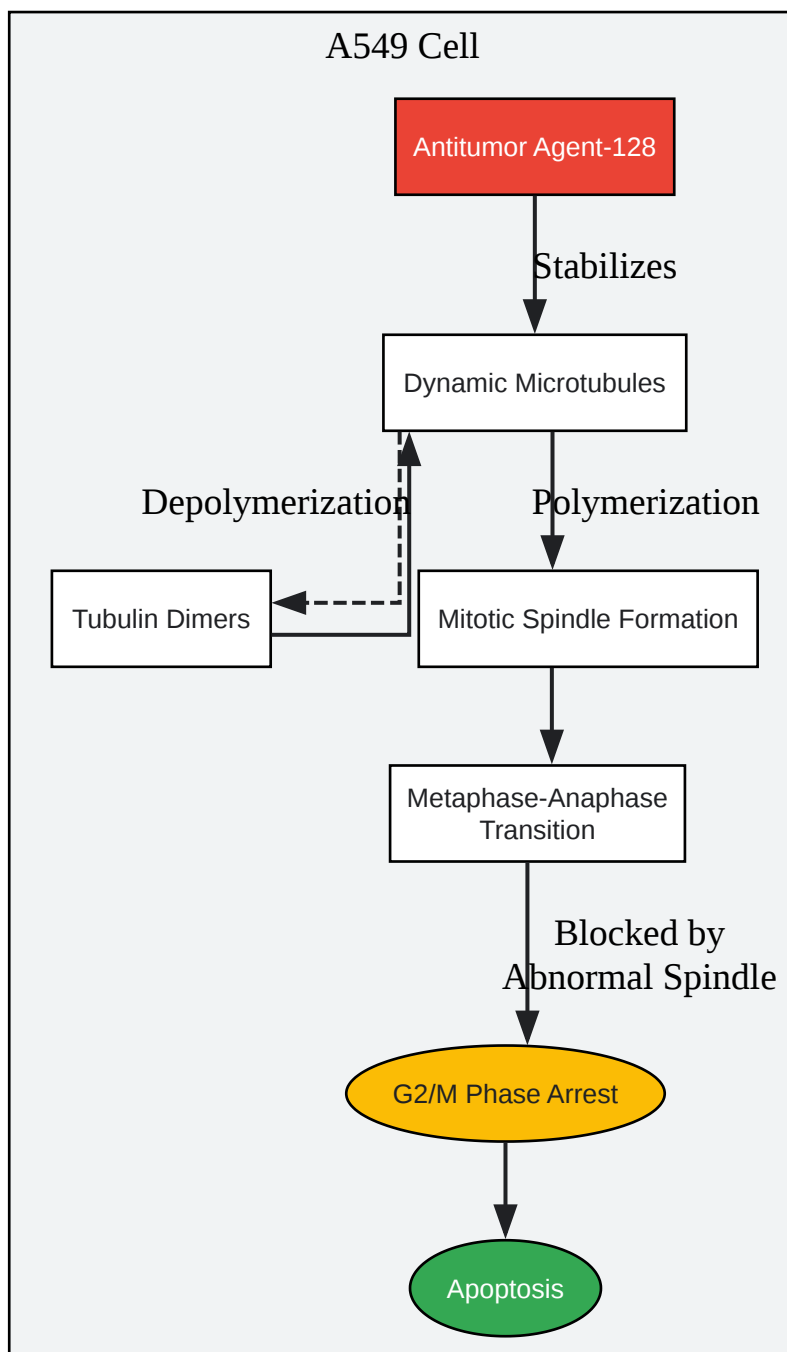 A549 Cell
Antitumor Agent-128
Stabilizes
Dynamic Microtubules
Depolymerization
Polymerization
Tubulin Dimers
Mitotic Spindle Formation
Metaphase-Anaphase
Transition
Blocked by
Abnormal Spindle
G2/M Phase Arrest
Apoptosis